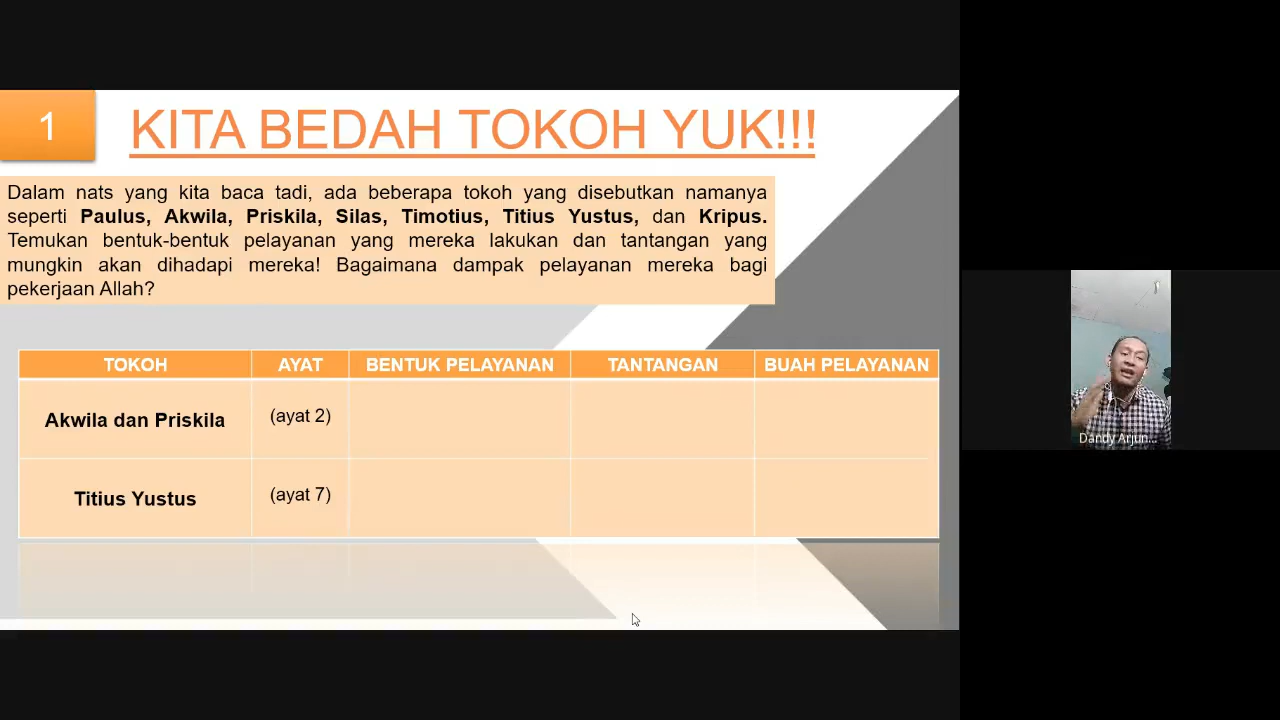 1
KITA BEDAH TOKOH YUK!!!
Dalam nats yang kita baca tadi, ada beberapa tokoh yang disebutkan namanya
seperti Paulus, Akwila, Priskila, Silas, Timotius, Titius Yustus, dan Kripus.
Temukan bentuk-bentuk pelayanan yang mereka lakukan dan tantangan yang
mungkin akan dihadapi mereka! Bagaimana dampak pelayanan mereka bagi
pekerjaan Allah?
TOKOH AYAT BENTUK PELAYANAN TANTANGAN BUAH PELAYANAN
Akwila dan Priskila (ayat 2)
Titius Yustus (ayat 7)
Dandy Arjun...